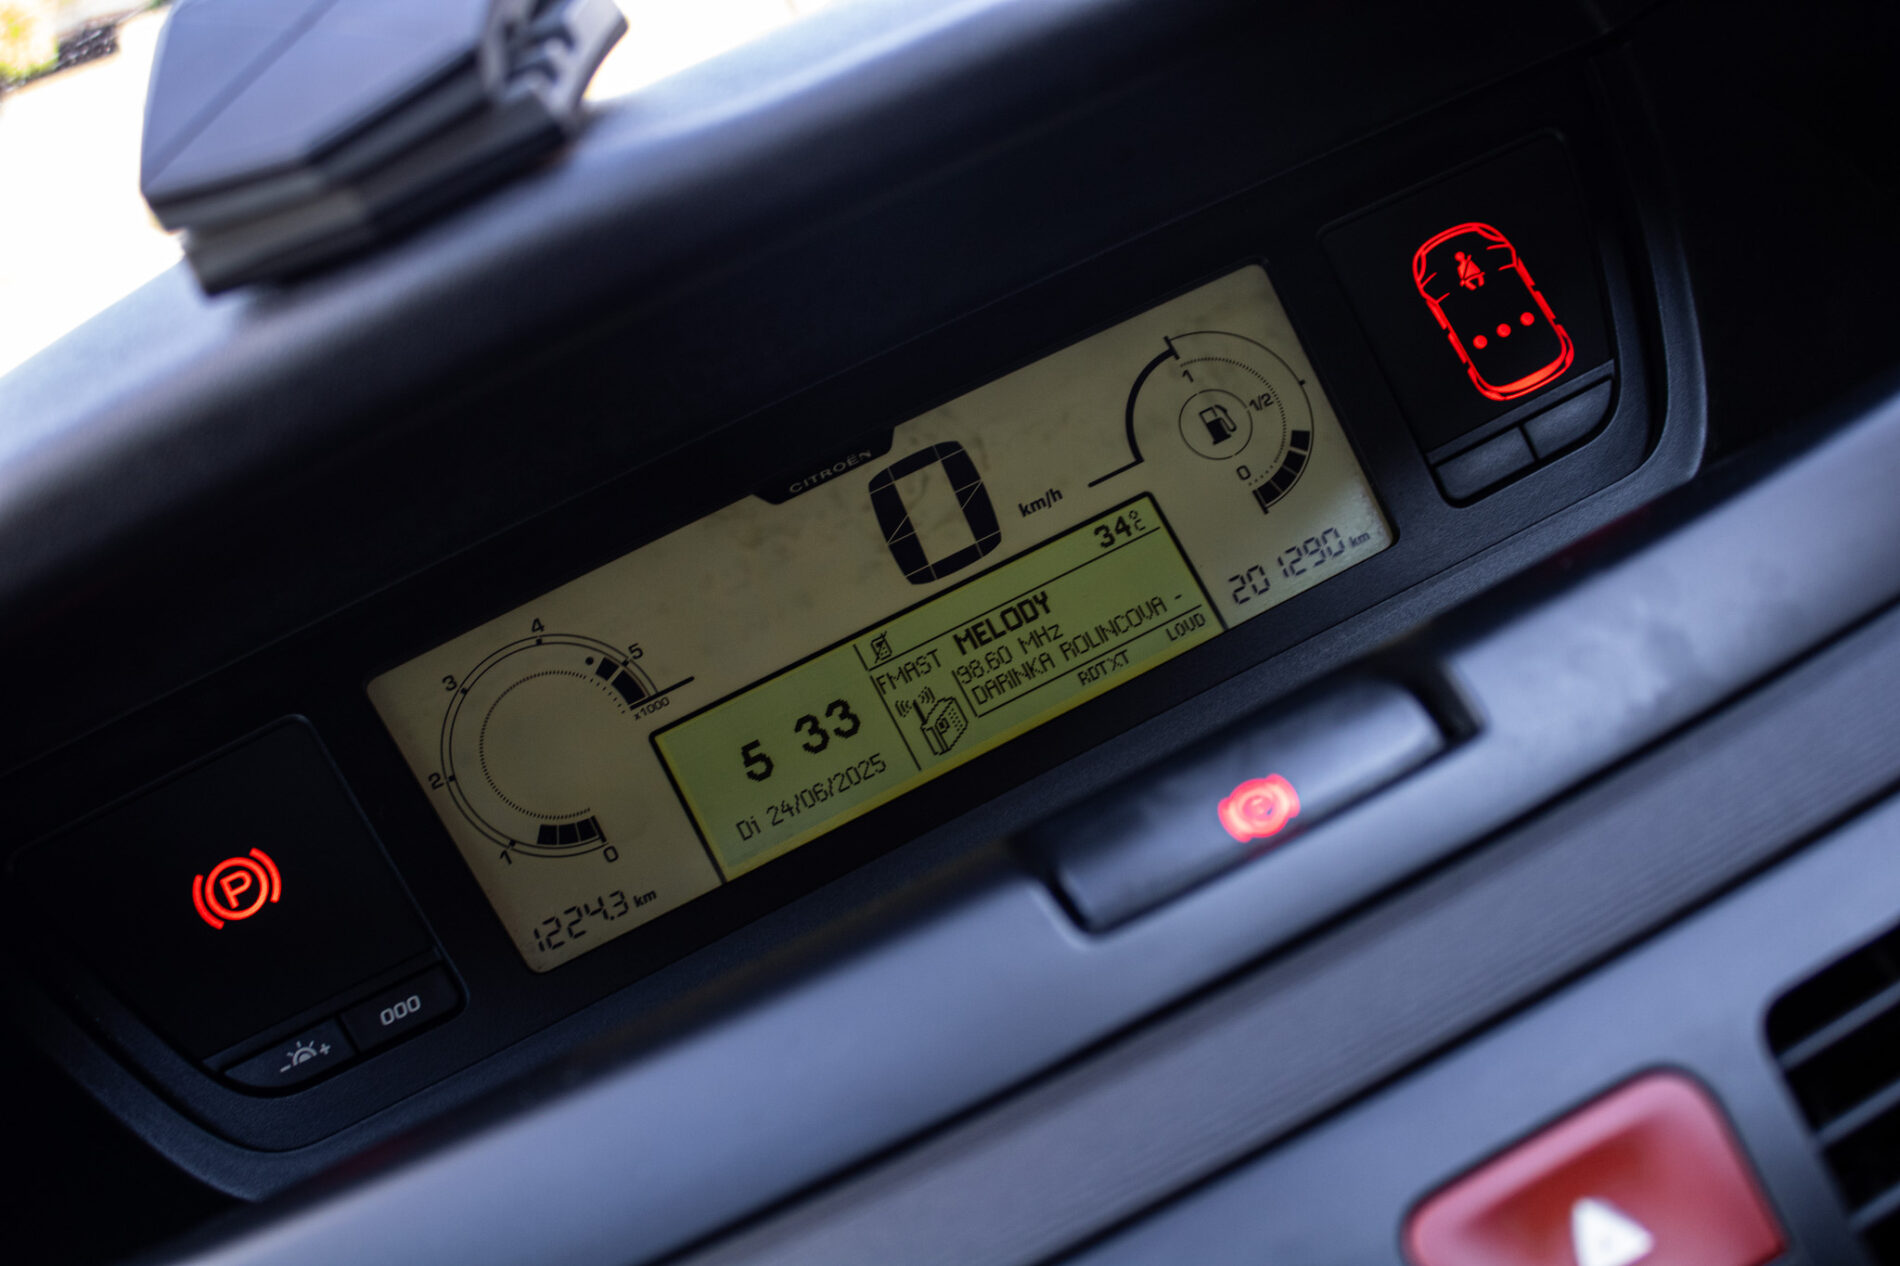 CITROËN
0 km/h
34°C
MELODY
FMAST 98.60 MHz
DARINKA ROLINCOVA -
RDTXT LOUD
5 33
Di 24/06/2025
1 1/2 0
201290 km
0 1 2 3 4 5
x1000
1224.3 km
P
000
- +